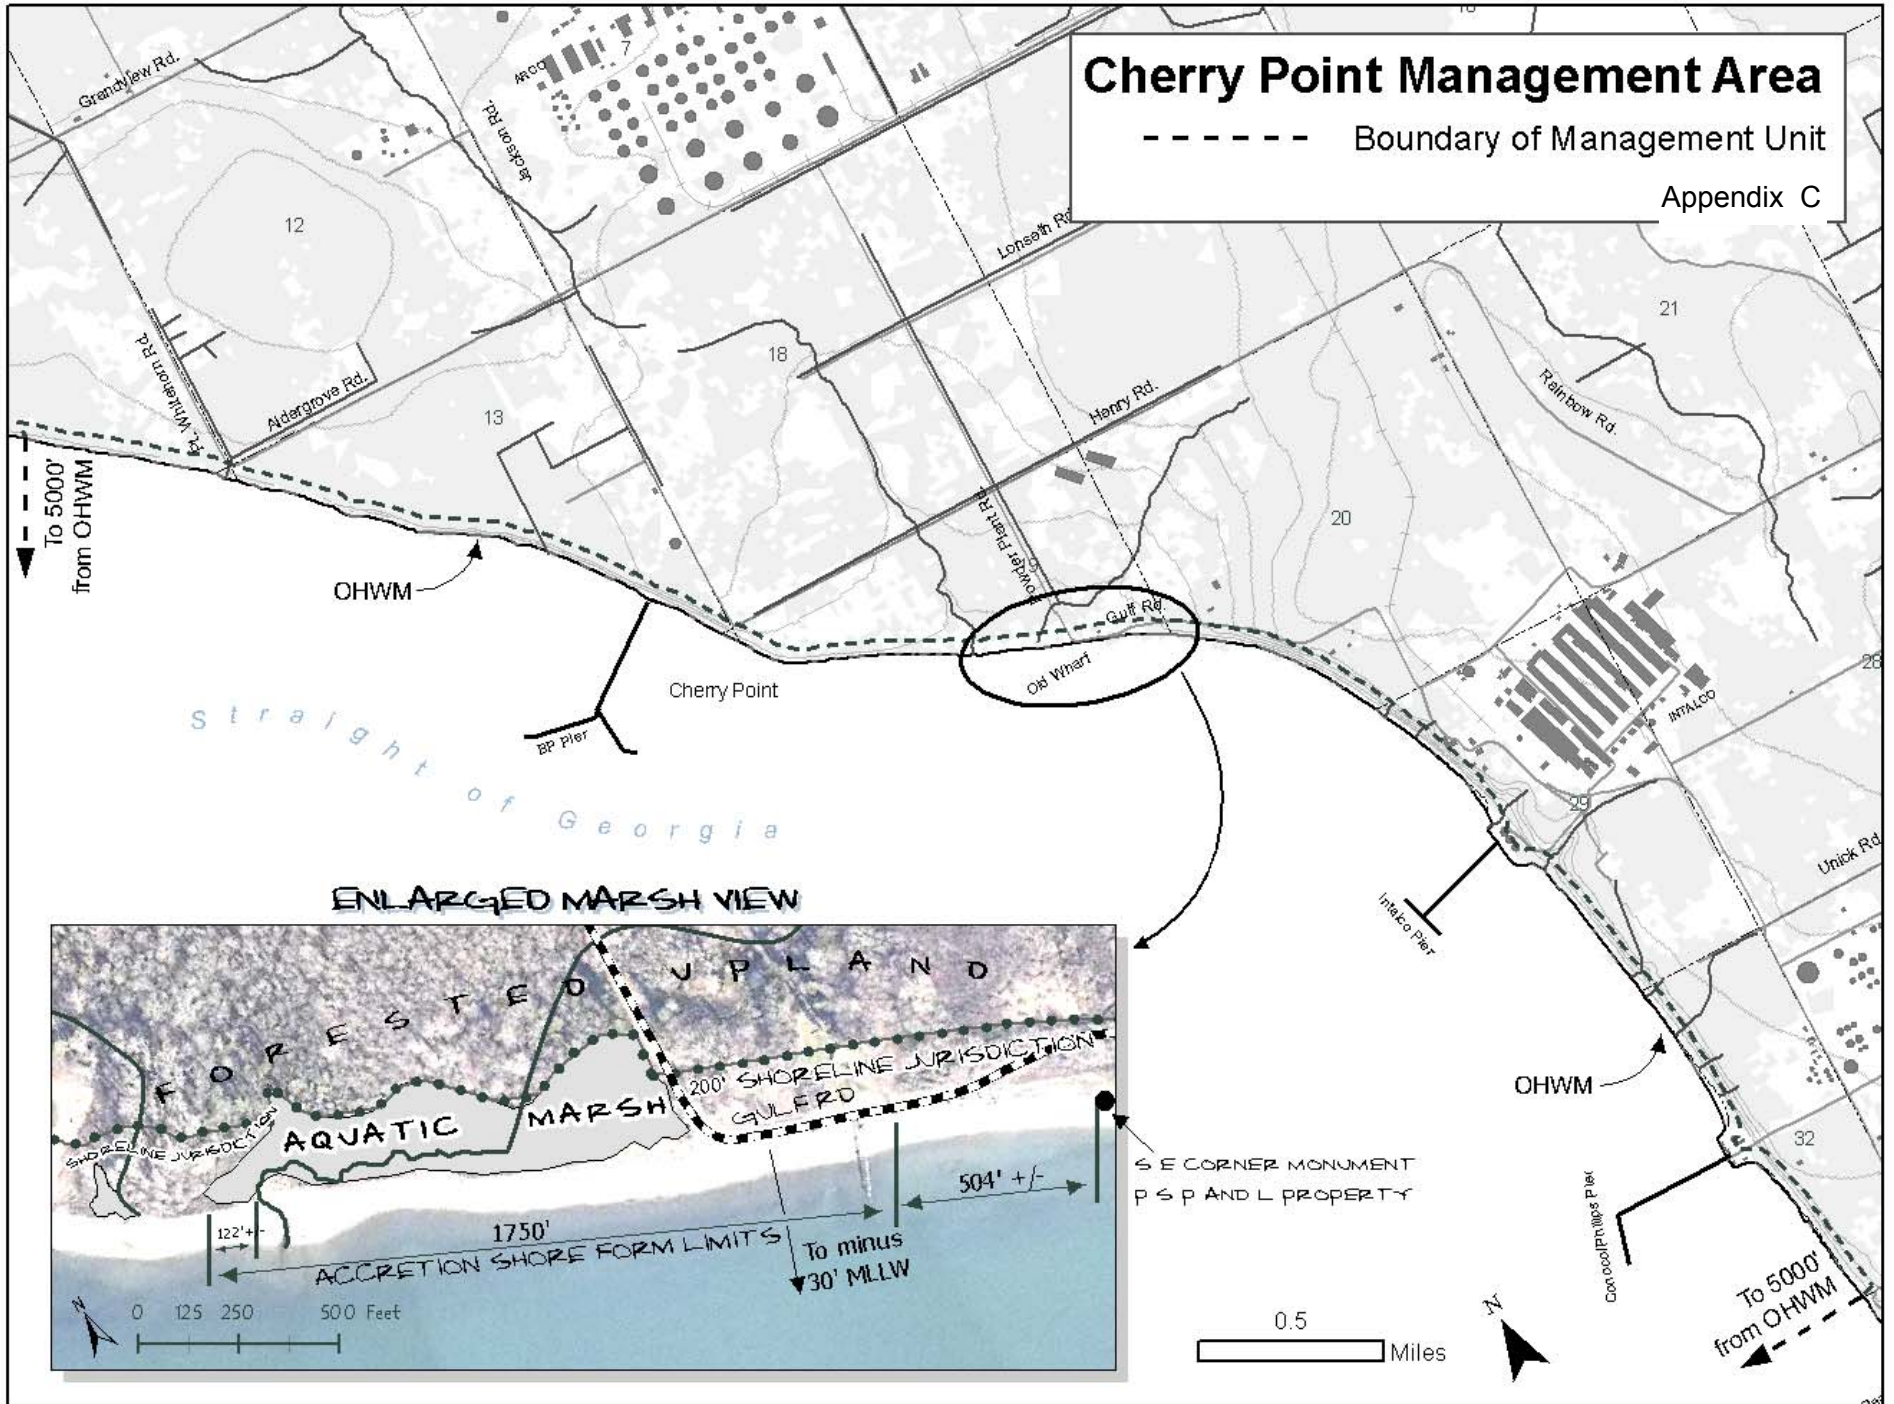 Cherry Point Management Area
Boundary of Management Unit
Appendix C
Grandview Rd.
Jackson Rd.
ARCO
7
12
Lonseth Rd.
21
Pt. Whitehorn Rd.
Aldergrove Rd.
18
13
Henry Rd.
Rainbow Rd.
To 5000'
from OHWM
OHWM
Powder Plant Rd.
20
Gulf Rd.
Old Wharf
Cherry Point
BP Pier
INTALCO
28
Straight of Georgia
29
Unick Rd
Intalco Pier
ENLARGED MARSH VIEW
FORESTED UPLAND
200' SHORELINE JURISDICTION
GULF RD
AQUATIC MARSH
SHORELINE JURISDICTION
S E CORNER MONUMENT
P S P AND L PROPERTY
504' +/-
122'+/-
1750'
ACCRETION SHORE FORM LIMITS
To minus
30' MLLW
N
0 125 250 500 Feet
OHWM
32
ConocoPhillips Pier
To 5000'
from OHWM
0.5
Miles
N